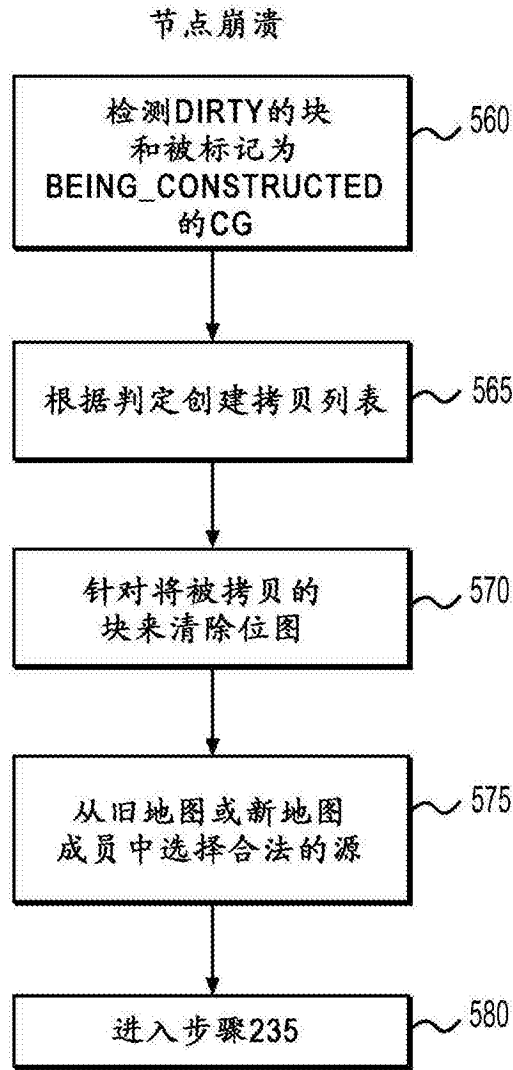 节点崩溃
检测DIRTY的块
和被标记为
BEING_CONSTRUCTED
的CG
560
根据判定创建拷贝列表
565
针对将被拷贝的
块来清除位图
570
从旧地图或新地图
成员中选择合法的源
575
进入步骤235
580